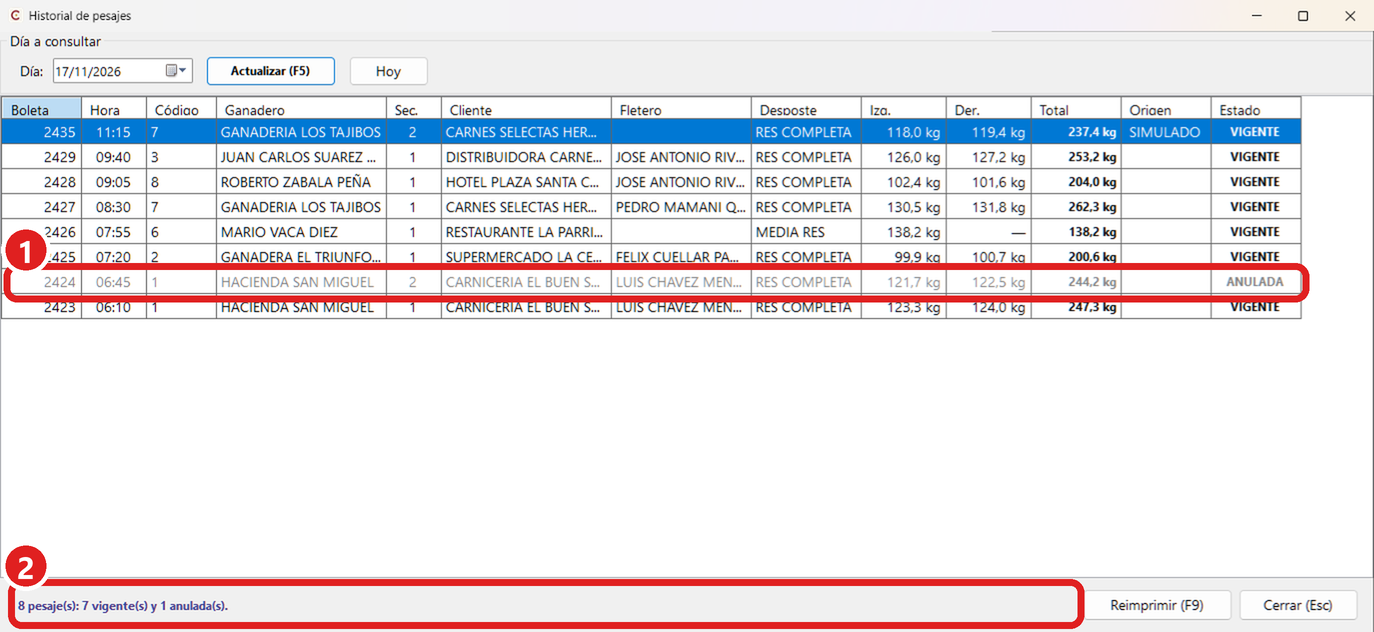 Historial de pesajes
Día a consultar
Día: 17/11/2026 Actualizar (F5) Hoy
Boleta Hora Código Ganadero Sec. Cliente Fletero Desposte Izq. Der. Total Origen Estado
2435 11:15 7 GANADERIA LOS TAJIBOS 2 CARNES SELECTAS HER... RES COMPLETA 118,0 kg 119,4 kg 237,4 kg SIMULADO VIGENTE
2429 09:40 3 JUAN CARLOS SUAREZ ... 1 DISTRIBUIDORA CARNE... JOSE ANTONIO RIV... RES COMPLETA 126,0 kg 127,2 kg 253,2 kg VIGENTE
2428 09:05 8 ROBERTO ZABALA PEÑA 1 HOTEL PLAZA SANTA C... JOSE ANTONIO RIV... RES COMPLETA 102,4 kg 101,6 kg 204,0 kg VIGENTE
2427 08:30 7 GANADERIA LOS TAJIBOS 1 CARNES SELECTAS HER... PEDRO MAMANI Q... RES COMPLETA 130,5 kg 131,8 kg 262,3 kg VIGENTE
2426 07:55 6 MARIO VACA DIEZ 1 RESTAURANTE LA PARRI... MEDIA RES 138,2 kg — 138,2 kg VIGENTE
1
2425 07:20 2 GANADERA EL TRIUNFO... 1 SUPERMERCADO LA CE... FELIX CUELLAR PA... RES COMPLETA 99,9 kg 100,7 kg 200,6 kg VIGENTE
2424 06:45 1 HACIENDA SAN MIGUEL 2 CARNICERIA EL BUEN S... LUIS CHAVEZ MEN... RES COMPLETA 121,7 kg 122,5 kg 244,2 kg ANULADA
2423 06:10 1 HACIENDA SAN MIGUEL 1 CARNICERIA EL BUEN S... LUIS CHAVEZ MEN... RES COMPLETA 123,3 kg 124,0 kg 247,3 kg VIGENTE
2
8 pesaje(s): 7 vigente(s) y 1 anulada(s). Reimprimir (F9) Cerrar (Esc)